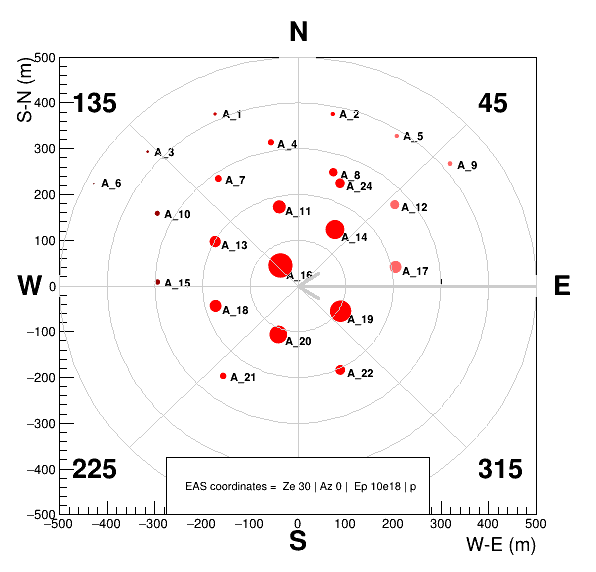 N
S-N (m)
500
135
45
400
A_1
A_2
A_5
300
A_4
A_3
A_9
A_8
A_7
A_24
A_6
200
A_10
A_11
A_12
A_14
100
A_13
A_17
A_16
W
0
A_15
E
A_18
A_19
−100
A_20
−200
A_21
A_22
−300
225
315
−400
EAS coordinates = Ze 30 | Az 0 | Ep 10e18 | p
−500
−500 −400 −300 −200 −100 0 100 200 300 400 500
S
W-E (m)